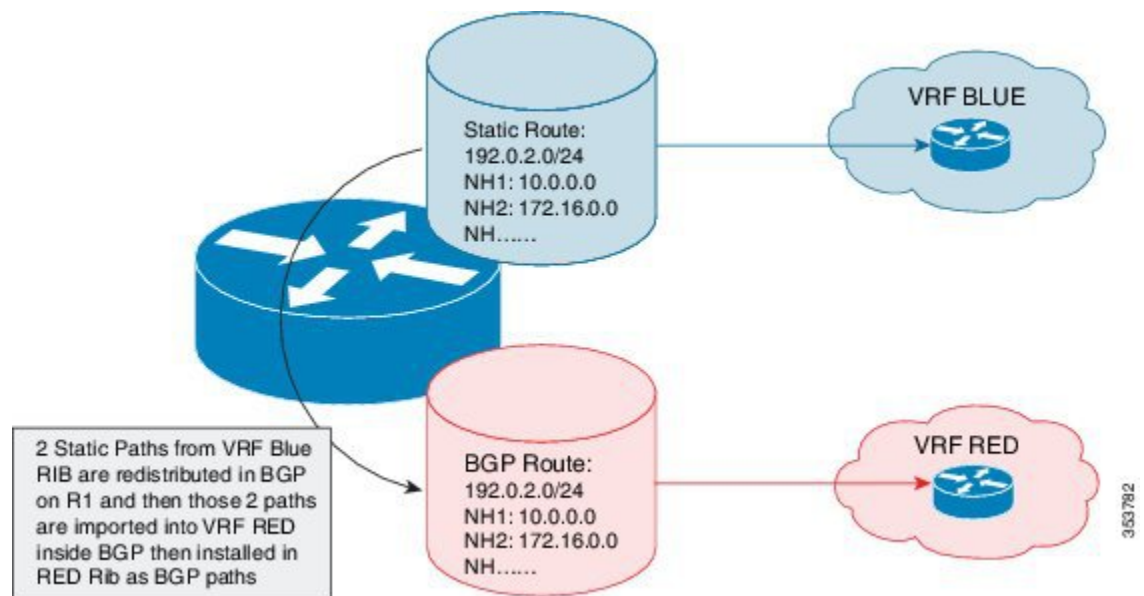 Static Route:
192.0.2.0/24
NH1: 10.0.0.0
NH2: 172.16.0.0
NH......
VRF BLUE
2 Static Paths from VRF Blue
RIB are redistributed in BGP
on R1 and then those 2 paths
are imported into VRF RED
inside BGP then installed in
RED Rib as BGP paths
BGP Route:
192.0.2.0/24
NH1: 10.0.0.0
NH2: 172.16.0.0
NH......
VRF RED
353782